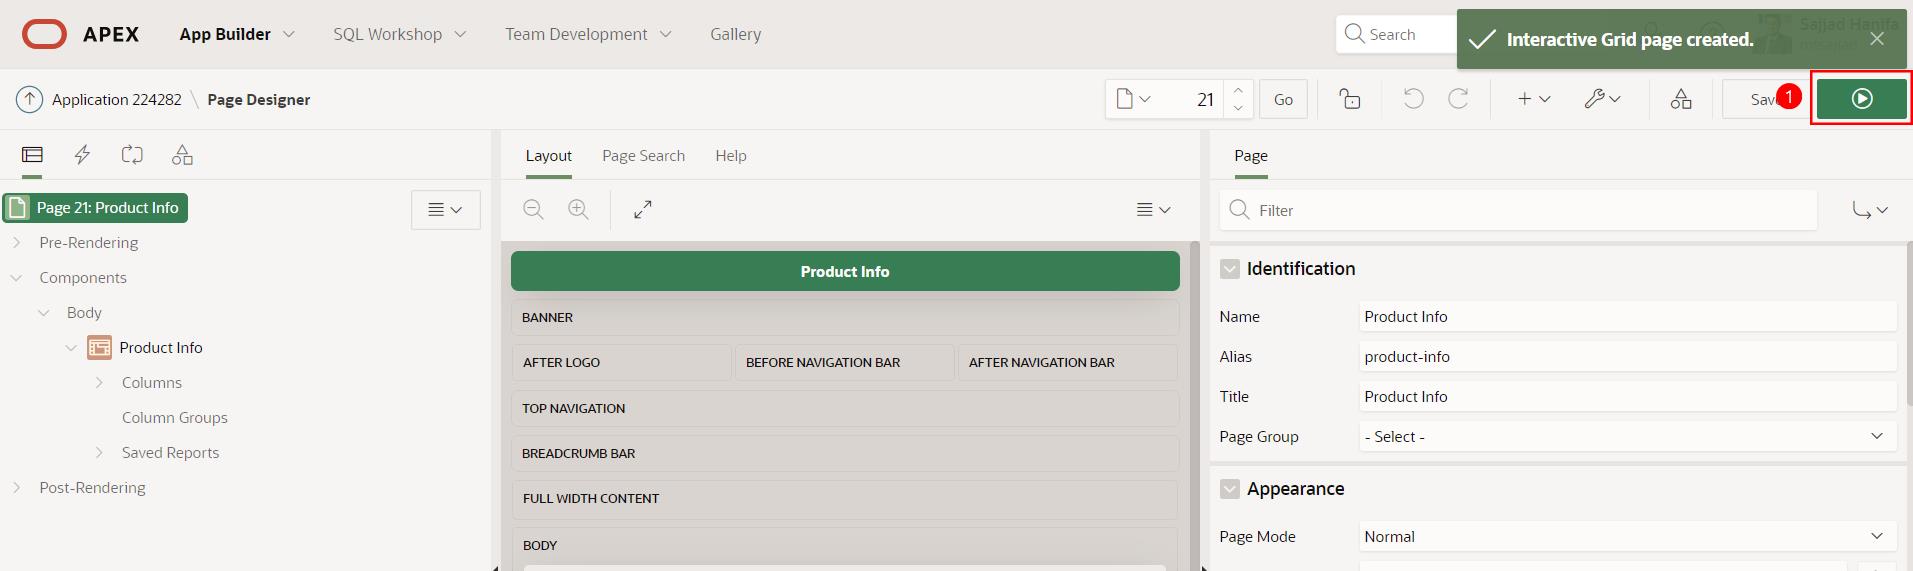 APEX
App Builder
SQL Workshop
Team Development
Gallery
Search
Interactive Grid page created.
Application 224282 \ Page Designer
21
Go
Save
1
Layout
Page Search
Help
Page
Page 21: Product Info
Pre-Rendering
Components
Body
Product Info
Columns
Column Groups
Saved Reports
Post-Rendering
Product Info
BANNER
AFTER LOGO
BEFORE NAVIGATION BAR
AFTER NAVIGATION BAR
TOP NAVIGATION
BREADCRUMB BAR
FULL WIDTH CONTENT
BODY
Filter
Identification
Name Product Info
Alias product-info
Title Product Info
Page Group - Select -
Appearance
Page Mode Normal